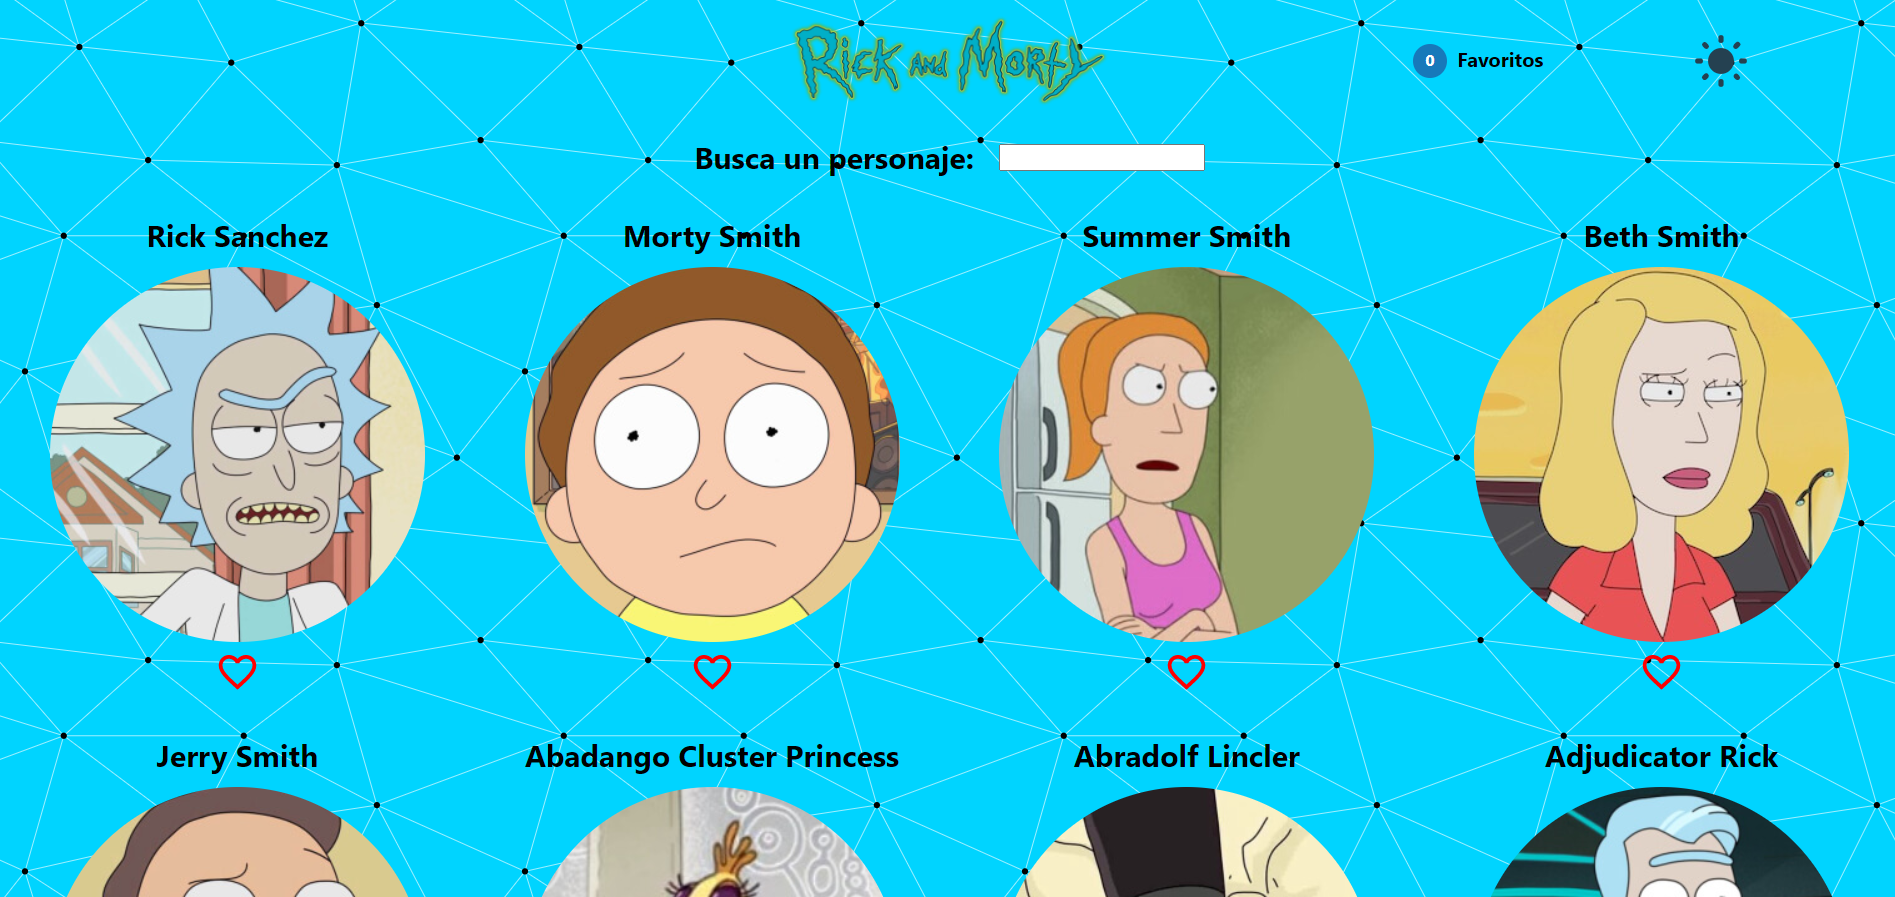 Rick and Morty
0 Favoritos
Busca un personaje:
Rick Sanchez
Morty Smith
Summer Smith
Beth Smith
Jerry Smith
Abadango Cluster Princess
Abradolf Lincler
Adjudicator Rick